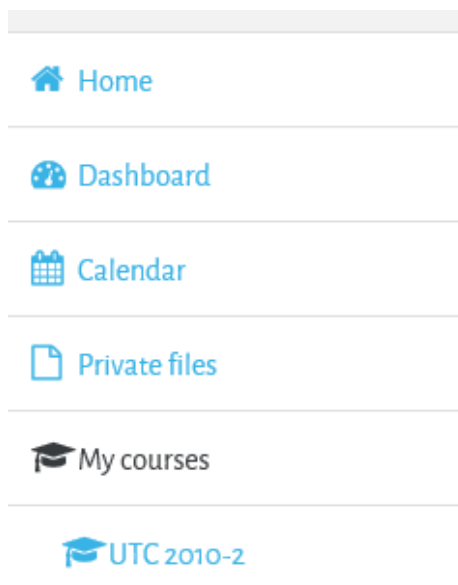 Home
Dashboard
Calendar
Private files
My courses
UTC 2010-2